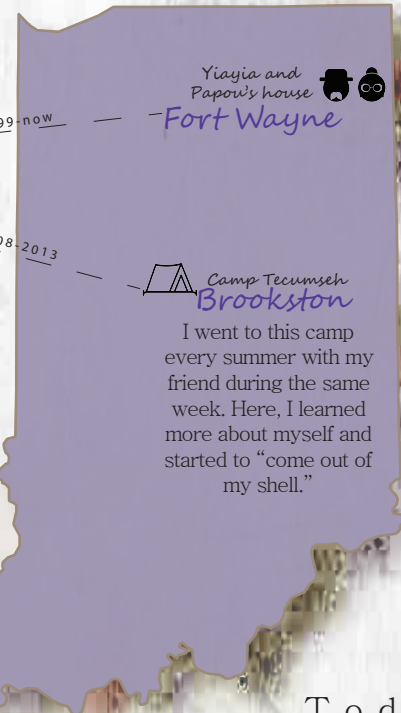 Yiayia and
Papou's house
99-now
Fort Wayne
08-2013
Camp Tecumseh
Brookston
I went to this camp
every summer with my
friend during the same
week. Here, I learned
more about myself and
started to “come out of
my shell.”
Tod